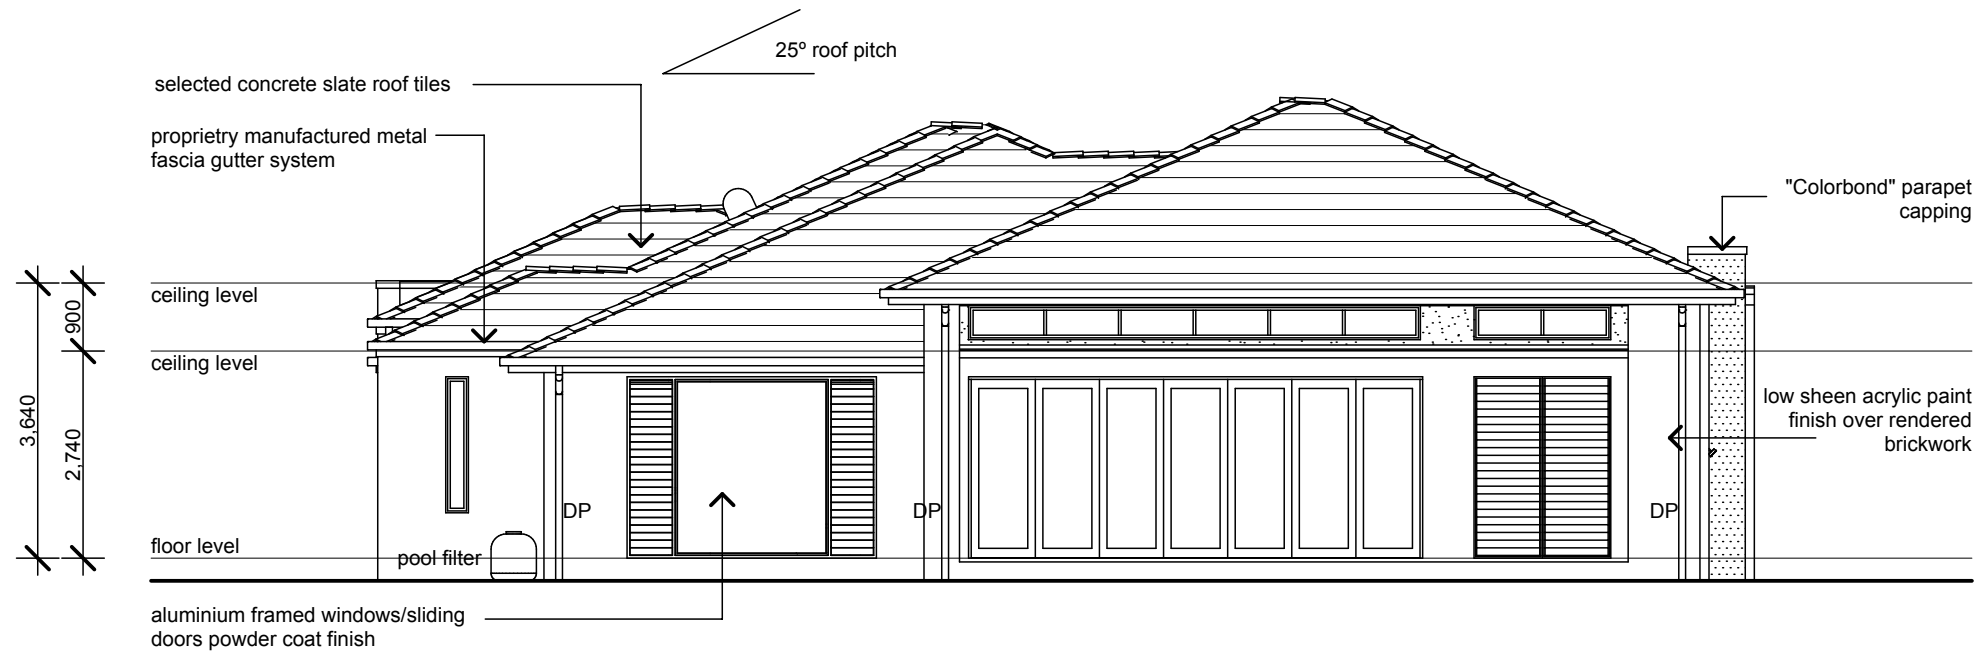 25º roof pitch
selected concrete slate roof tiles
proprietry manufactured metal
fascia gutter system
"Colorbond" parapet
capping
ceiling level
900
ceiling level
3,640
2,740
low sheen acrylic paint
finish over rendered
brickwork
DP
DP
DP
floor level
pool filter
aluminium framed windows/sliding
doors powder coat finish